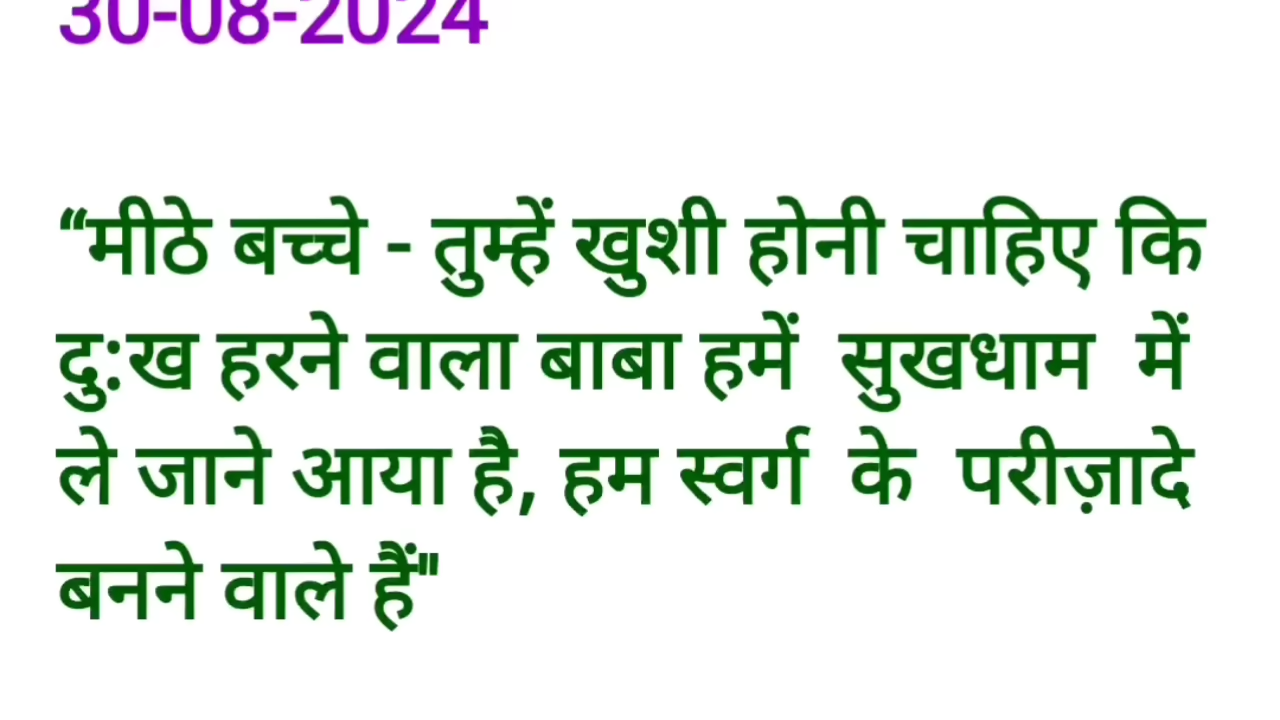 30-08-2024
“मीठे बच्चे - तुम्हें खुशी होनी चाहिए कि
दु:ख हरने वाला बाबा हमें सुखधाम में
ले जाने आया है, हम स्वर्ग के परीज़ादे
बनने वाले हैं"